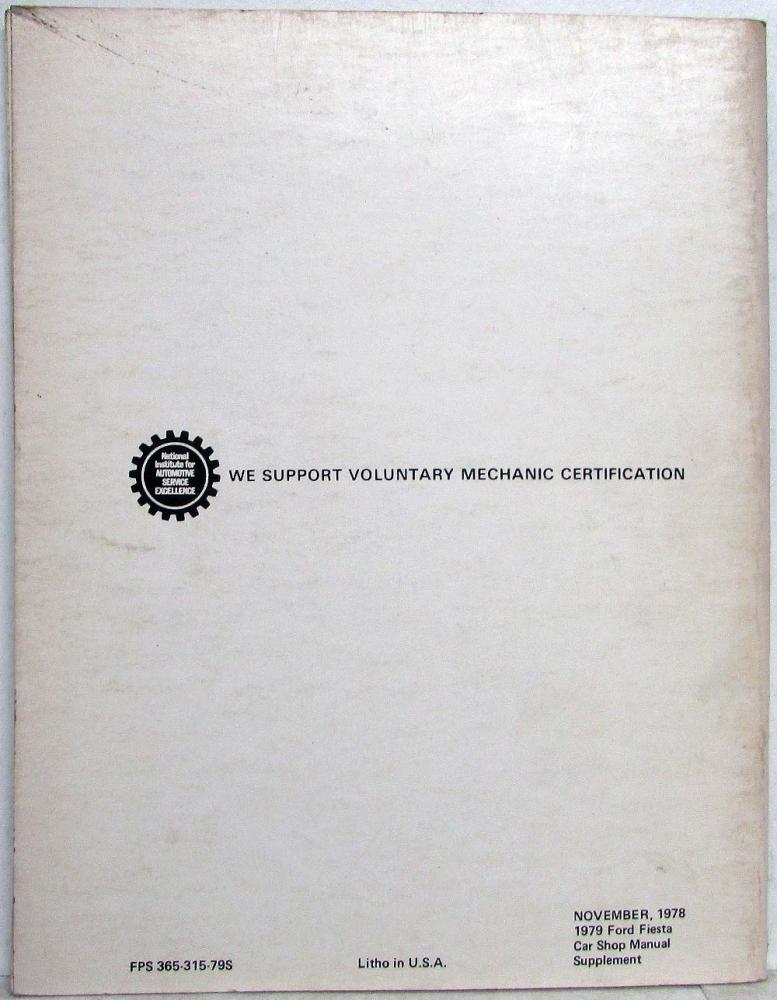 National
Institute for
AUTOMOTIVE
SERVICE
EXCELLENCE
WE SUPPORT VOLUNTARY MECHANIC CERTIFICATION
NOVEMBER, 1978
1979 Ford Fiesta
Car Shop Manual
Supplement
FPS 365-315-79S
Litho in U.S.A.